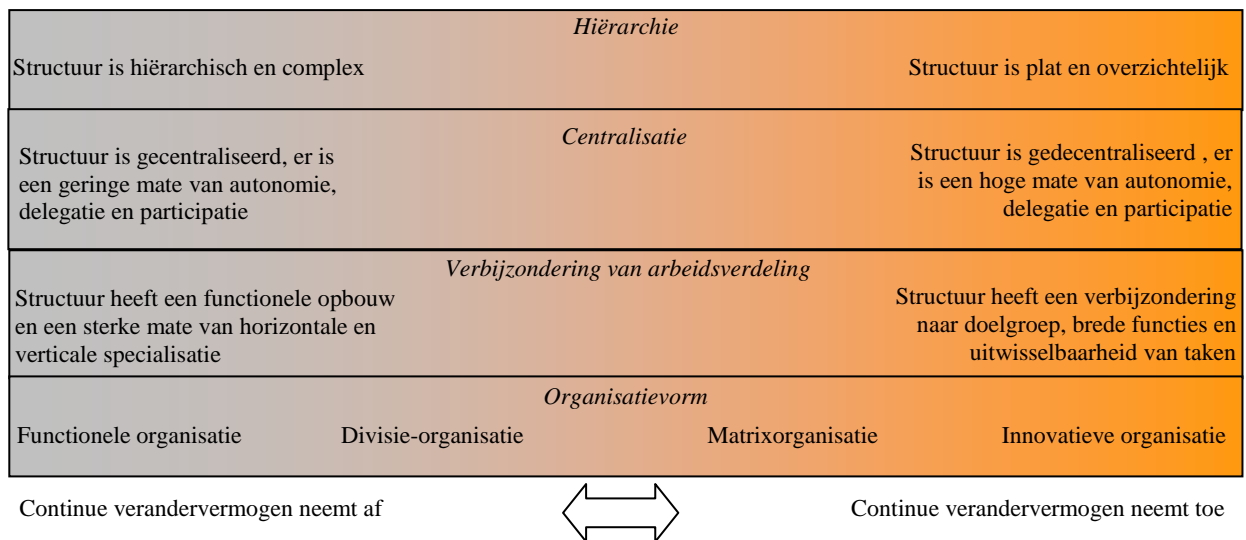 Hiërarchie
Structuur is hiërarchisch en complex
Structuur is plat en overzichtelijk
Centralisatie
Structuur is gecentraliseerd, er is
een geringe mate van autonomie,
delegatie en participatie
Structuur is gedecentraliseerd , er
is een hoge mate van autonomie,
delegatie en participatie
Verbijzondering van arbeidsverdeling
Structuur heeft een functionele opbouw
en een sterke mate van horizontale en
verticale specialisatie
Structuur heeft een verbijzondering
naar doelgroep, brede functies en
uitwisselbaarheid van taken
Organisatievorm
Functionele organisatie
Divisie-organisatie
Matrixorganisatie
Innovatieve organisatie
Continue verandervermogen neemt af
Continue verandervermogen neemt toe